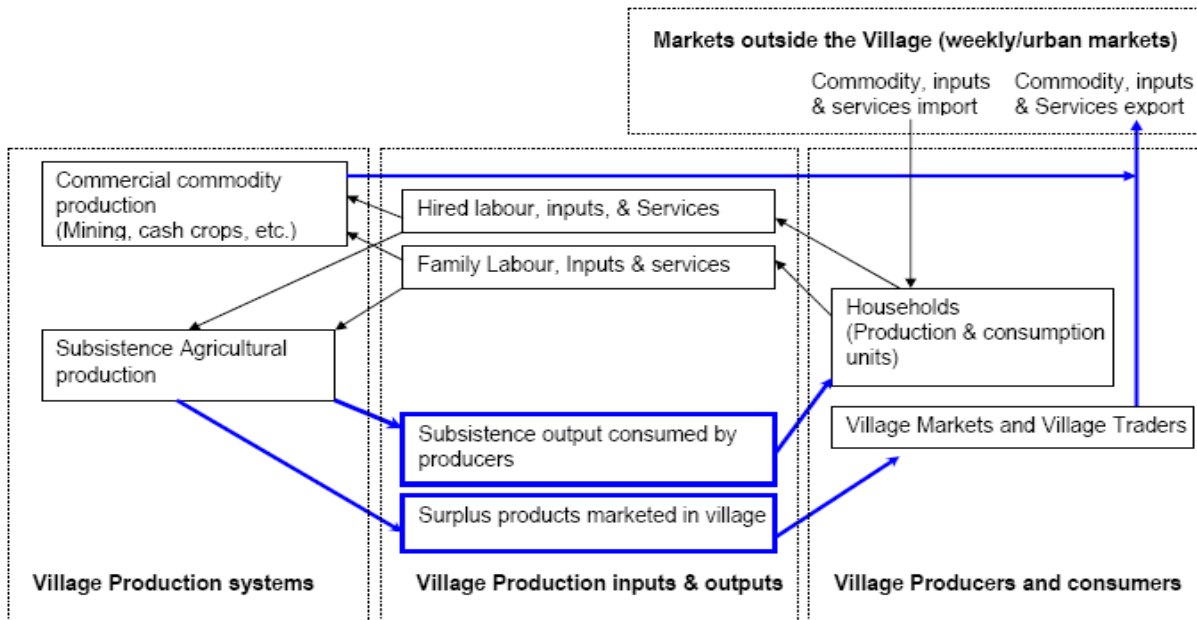 Markets outside the Village (weekly/urban markets)
Commodity, inputs
& services import
Commodity, inputs
& Services export
Commercial commodity
production
(Mining, cash crops, etc.)
Hired labour, inputs, & Services
Family Labour, Inputs & services
Households
(Production & consumption
units)
Subsistence Agricultural
production
Subsistence output consumed by
producers
Village Markets and Village Traders
Surplus products marketed in village
Village Production systems
Village Production inputs & outputs
Village Producers and consumers